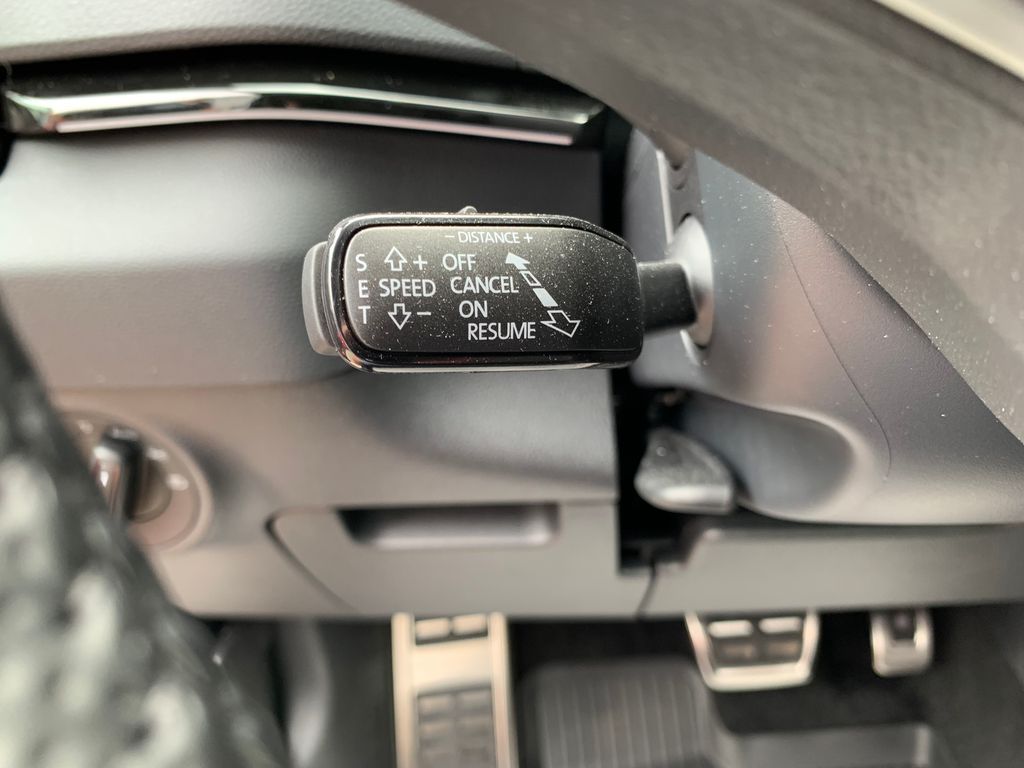 - DISTANCE +
S + OFF
E SPEED CANCEL
T - ON
RESUME